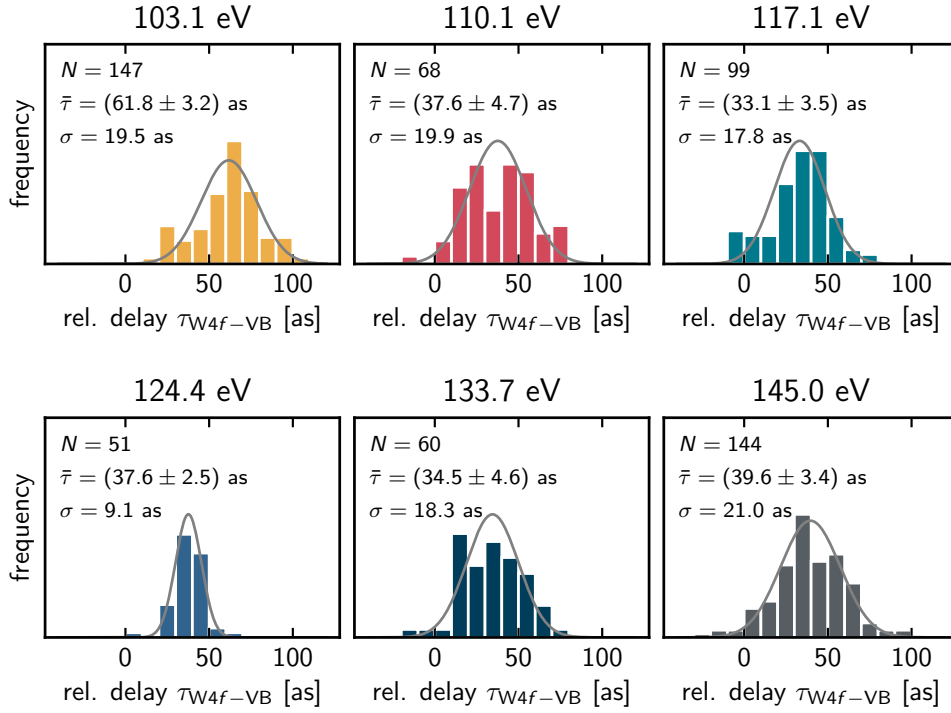 103.1 eV
N = 147
τ̄ = (61.8 ± 3.2) as
σ = 19.5 as
frequency
0 50 100
rel. delay τW4f−VB [as]
110.1 eV
N = 68
τ̄ = (37.6 ± 4.7) as
σ = 19.9 as
0 50 100
rel. delay τW4f−VB [as]
117.1 eV
N = 99
τ̄ = (33.1 ± 3.5) as
σ = 17.8 as
0 50 100
rel. delay τW4f−VB [as]
124.4 eV
N = 51
τ̄ = (37.6 ± 2.5) as
σ = 9.1 as
frequency
0 50 100
rel. delay τW4f−VB [as]
133.7 eV
N = 60
τ̄ = (34.5 ± 4.6) as
σ = 18.3 as
0 50 100
rel. delay τW4f−VB [as]
145.0 eV
N = 144
τ̄ = (39.6 ± 3.4) as
σ = 21.0 as
0 50 100
rel. delay τW4f−VB [as]